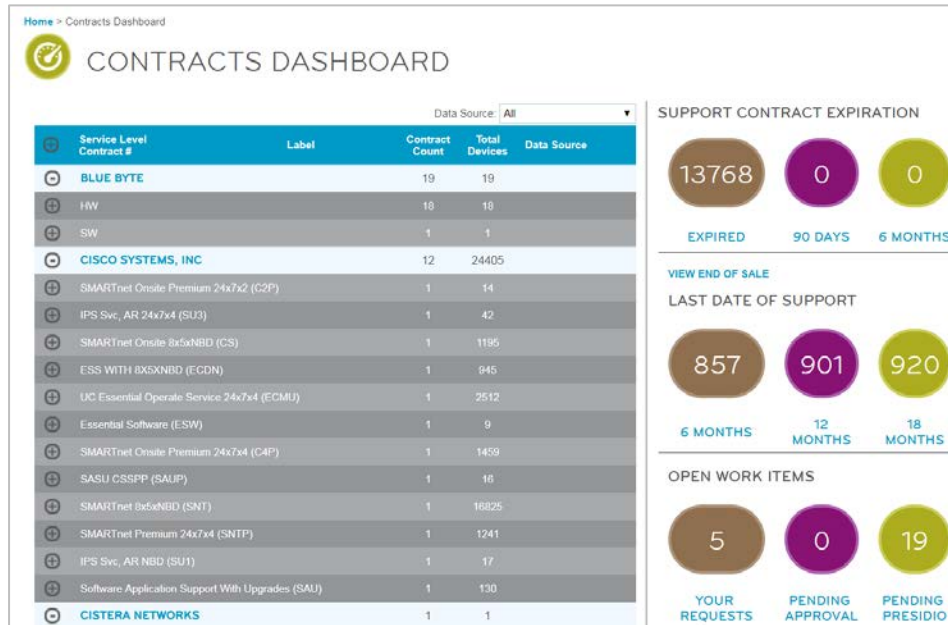 Home > Contracts Dashboard
CONTRACTS DASHBOARD
Data Source: All
Service Level Contract # Label Contract Count Total Devices Data Source
BLUE BYTE 19 19
HW 18 18
SW 1 1
CISCO SYSTEMS, INC 12 24405
SMARTnet Onsite Premium 24x7x2 (C2P) 1 14
IPS Svc, AR 24x7x4 (SU3) 1 42
SMARTnet Onsite 8x5xNBD (CS) 1 1195
ESS WITH 8X5XNBD (ECDN) 1 945
UC Essential Operate Service 24x7x4 (ECMU) 1 2512
Essential Software (ESW) 1 9
SMARTnet Onsite Premium 24x7x4 (C4P) 1 1459
SASU CSSPP (SAUP) 1 16
SMARTnet 8x5xNBD (SNT) 1 16825
SMARTnet Premium 24x7x4 (SNTP) 1 1241
IPS Svc, AR NBD (SU1) 1 17
Software Application Support With Upgrades (SAU) 1 130
CISTERA NETWORKS 1 1
SUPPORT CONTRACT EXPIRATION
13768 0 0
EXPIRED 90 DAYS 6 MONTHS
VIEW END OF SALE
LAST DATE OF SUPPORT
857 901 920
6 MONTHS 12 MONTHS 18 MONTHS
OPEN WORK ITEMS
5 0 19
YOUR REQUESTS PENDING APPROVAL PENDING PRESIDIO